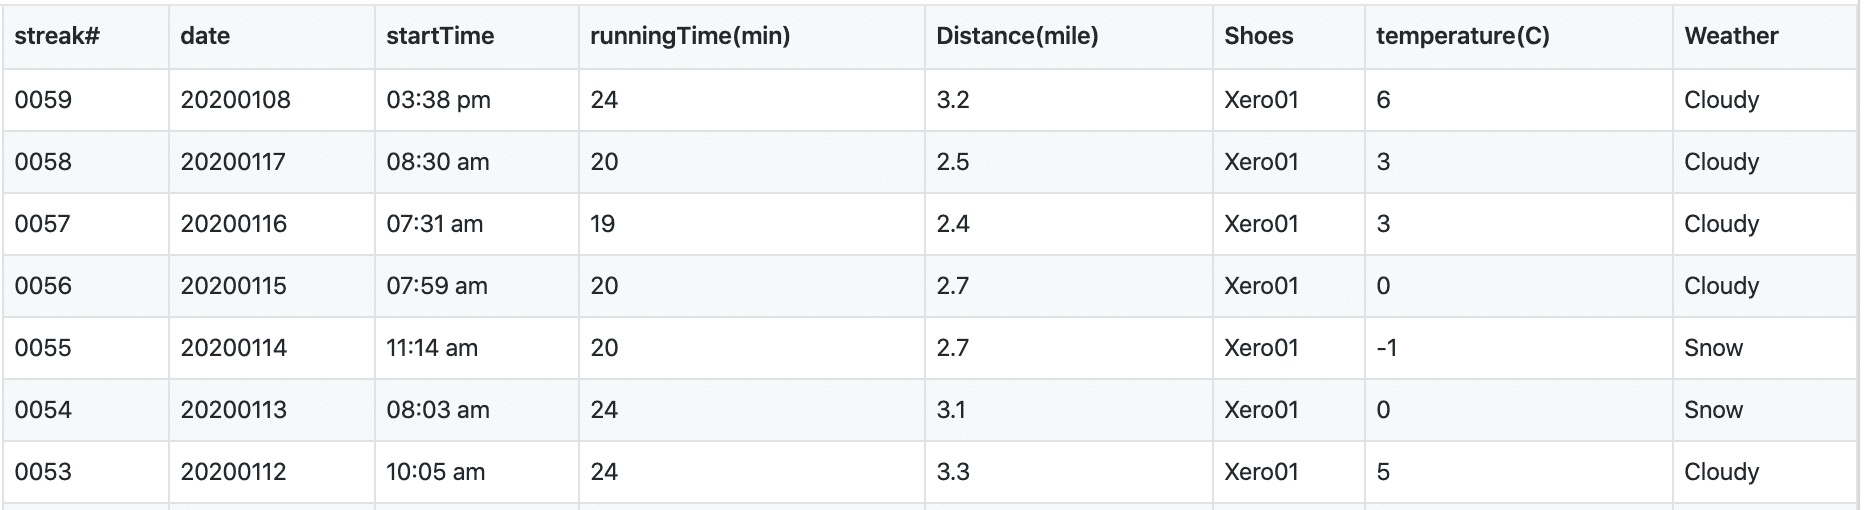 streak# date startTime runningTime(min) Distance(mile) Shoes temperature(C) Weather
0059 20200108 03:38 pm 24 3.2 Xero01 6 Cloudy
0058 20200117 08:30 am 20 2.5 Xero01 3 Cloudy
0057 20200116 07:31 am 19 2.4 Xero01 3 Cloudy
0056 20200115 07:59 am 20 2.7 Xero01 0 Cloudy
0055 20200114 11:14 am 20 2.7 Xero01 -1 Snow
0054 20200113 08:03 am 24 3.1 Xero01 0 Snow
0053 20200112 10:05 am 24 3.3 Xero01 5 Cloudy